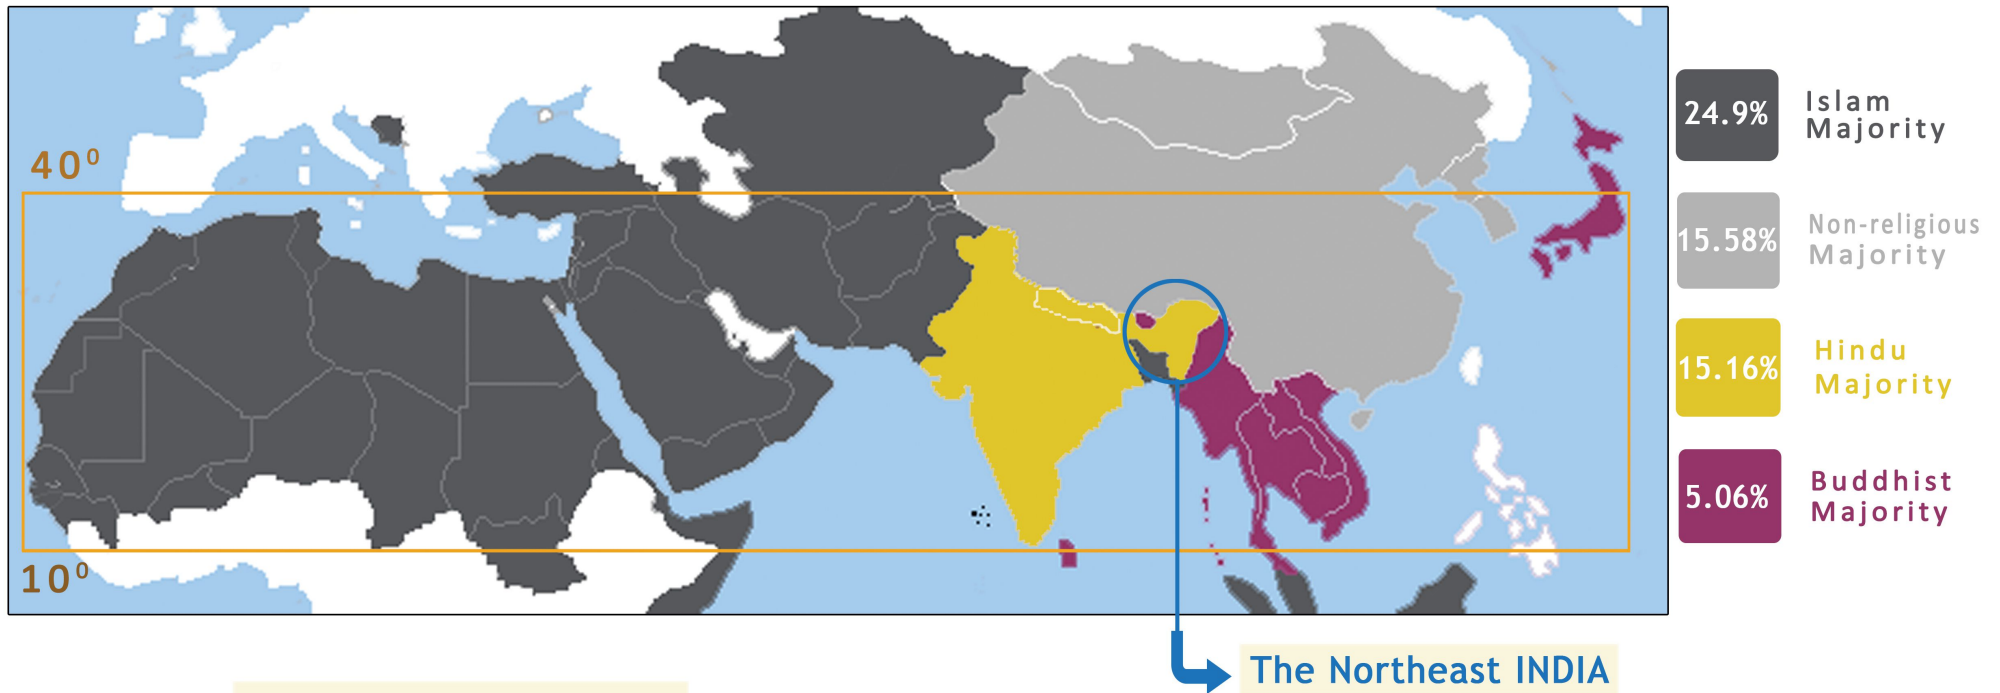 40⁰
10⁰
24.9%
Islam
Majority
15.58%
Non-religious
Majority
15.16%
Hindu
Majority
5.06%
Buddhist
Majority
The Northeast INDIA